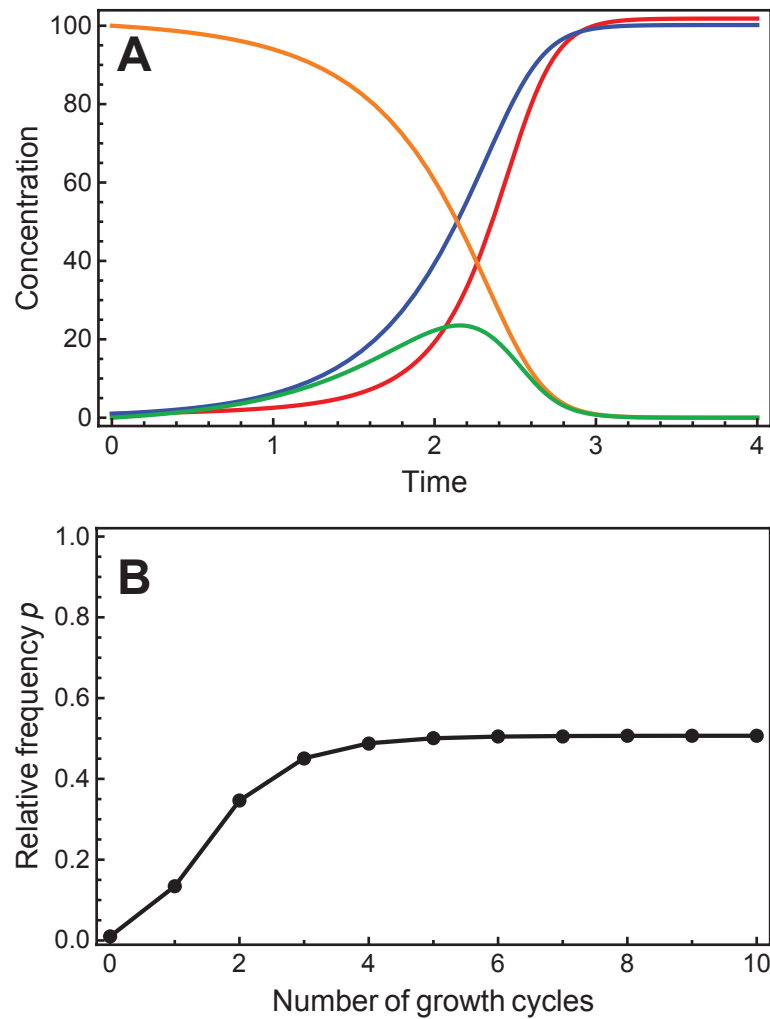 A
100
80
60
40
20
0
Concentration
0 1 2 3 4
Time
B
1.0
0.8
0.6
0.4
0.2
0.0
Relative frequency p
0 2 4 6 8 10
Number of growth cycles